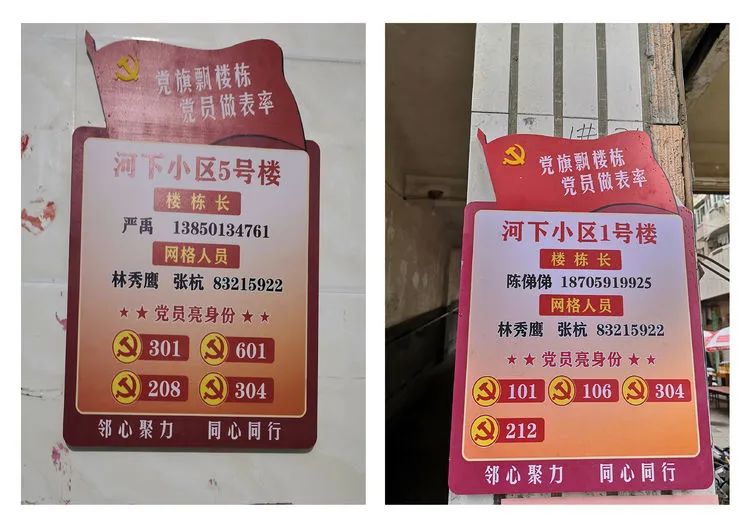 党旗飘楼栋
党员做表率
河下小区5号楼
楼栋长
严禹 13850134761
网格人员
林秀鹰 张杭 83215922
★★党员亮身份★★
301 601
208 304
邻心聚力 同心同行
党旗飘楼栋
党员做表率
河下小区1号楼
楼栋长
陈俤俤 18705919925
网格人员
林秀鹰 张杭 83215922
★★党员亮身份★★
101 106 304
212
邻心聚力 同心同行